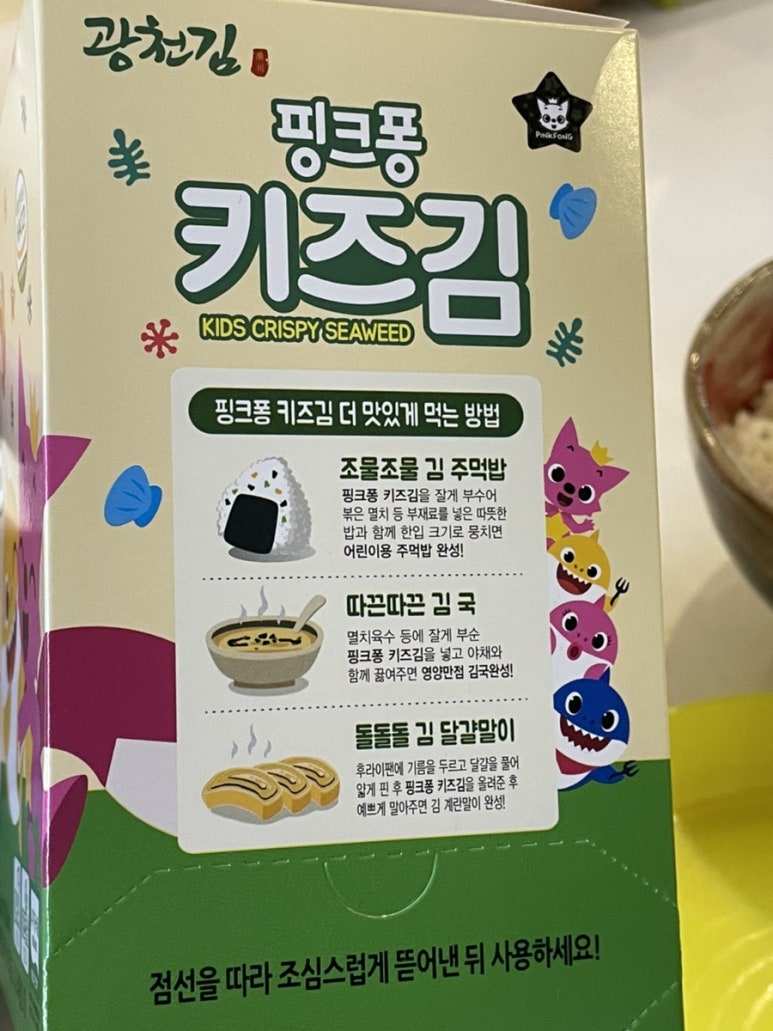 광천김
PINKFONG
핑크퐁
키즈김
KIDS CRISPY SEAWEED
핑크퐁 키즈김 더 맛있게 먹는 방법
조물조물 김 주먹밥
핑크퐁 키즈김을 잘게 부수어
볶은 멸치 등 부재료를 넣은 따뜻한
밥과 함께 한입 크기로 뭉치면
어린이용 주먹밥 완성!
따끈따끈 김 국
멸치육수 등에 잘게 부순
핑크퐁 키즈김을 넣고 야채와
함께 끓여주면 영양만점 김국완성!
돌돌돌 김 달걀말이
후라이팬에 기름을 두르고 달걀을 풀어
얇게 핀 후 핑크퐁 키즈김을 올려준 후
예쁘게 말아주면 김 계란말이 완성!
점선을 따라 조심스럽게 뜯어낸 뒤 사용하세요!